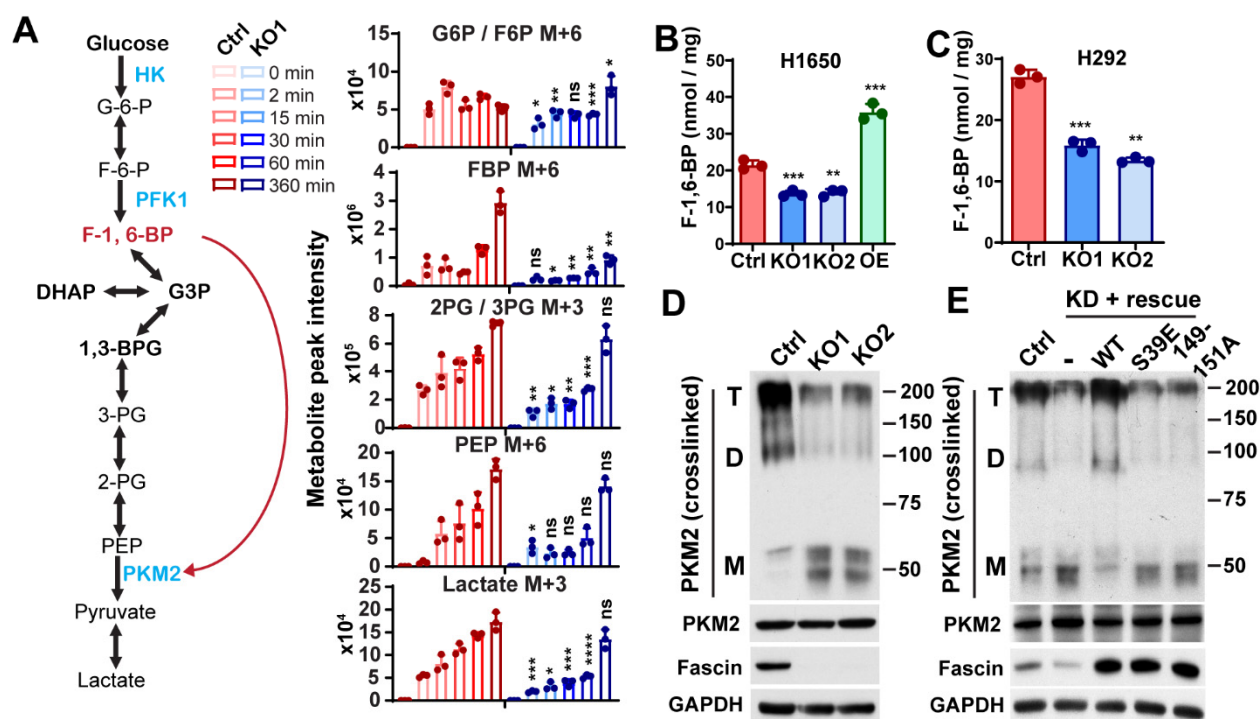 A
Glucose
HK
G-6-P
F-6-P
PFK1
F-1, 6-BP
DHAP
G3P
1,3-BPG
3-PG
2-PG
PEP
PKM2
Pyruvate
Lactate
Ctrl
KO1
0 min
2 min
15 min
30 min
60 min
360 min
Metabolite peak intensity
G6P / F6P M+6
x10⁴
10
5
0
* ** ns *** *
FBP M+6
x10⁶
4
3
2
1
0
ns * ** ** **
2PG / 3PG M+3
x10⁵
8
6
4
2
0
** * ** *** ns
PEP M+6
x10⁴
20
15
10
5
0
* ns ns ns ns
Lactate M+3
x10⁴
25
20
15
10
5
0
*** * *** **** ns
B
H1650
F-1,6-BP (nmol / mg)
50
40
30
20
10
0
*** ** ***
Ctrl KO1 KO2 OE
C
H292
F-1,6-BP (nmol / mg)
30
20
10
0
*** **
Ctrl KO1 KO2
D
Ctrl KO1 KO2
PKM2 (crosslinked)
T
D
M
200
150
100
75
50
PKM2
Fascin
GAPDH
E
KD + rescue
Ctrl - WT S39E 149-151A
PKM2 (crosslinked)
T
D
M
200
150
100
75
50
PKM2
Fascin
GAPDH